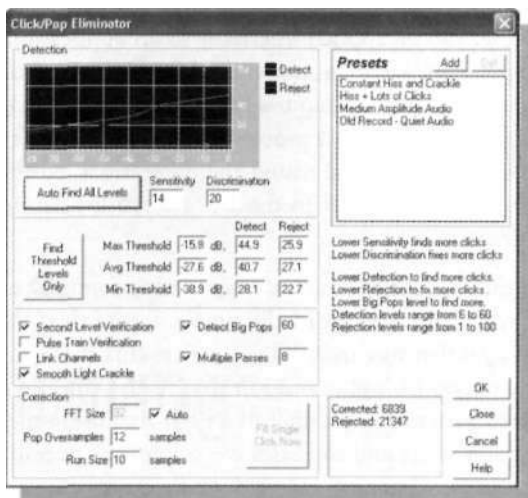 Click/Pop Eliminator
Detection
Detect
Reject
Auto Find All Levels
Sensitivity
14
Discrimination
20
Find Threshold Levels Only
Detect Reject
Max Threshold -15.8 dB, 44.9 25.9
Avg Threshold -27.6 dB, 40.7 27.1
Min Threshold -38.9 dB, 28.1 22.7
Second Level Verification
Pulse Train Verification
Link Channels
Smooth Light Crackle
Detect Big Pops 60
Multiple Passes 8
Correction
FFT Size 32 Auto
Pop Oversamples 12 samples
Run Size 10 samples
Fill Single Click Now
Presets
Add
Del
Constant Hiss and Crackle
Hiss + Lots of Clicks
Medium Amplitude Audio
Old Record - Quiet Audio
Lower Sensitivity finds more clicks
Lower Discrimination fixes more clicks
Lower Detection to find more clicks.
Lower Rejection to fix more clicks.
Lower Big Pops level to find more.
Detection levels range from 6 to 60
Rejection levels range from 1 to 100
Corrected: 6839
Rejected: 21347
OK
Close
Cancel
Help